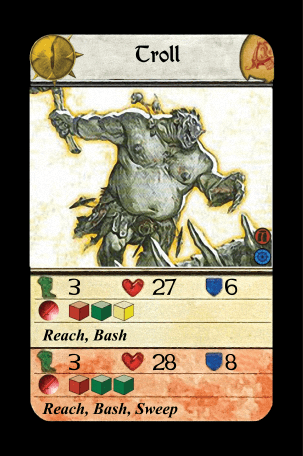 Troll
3 27 6
Reach, Bash
3 28 8
Reach, Bash, Sweep